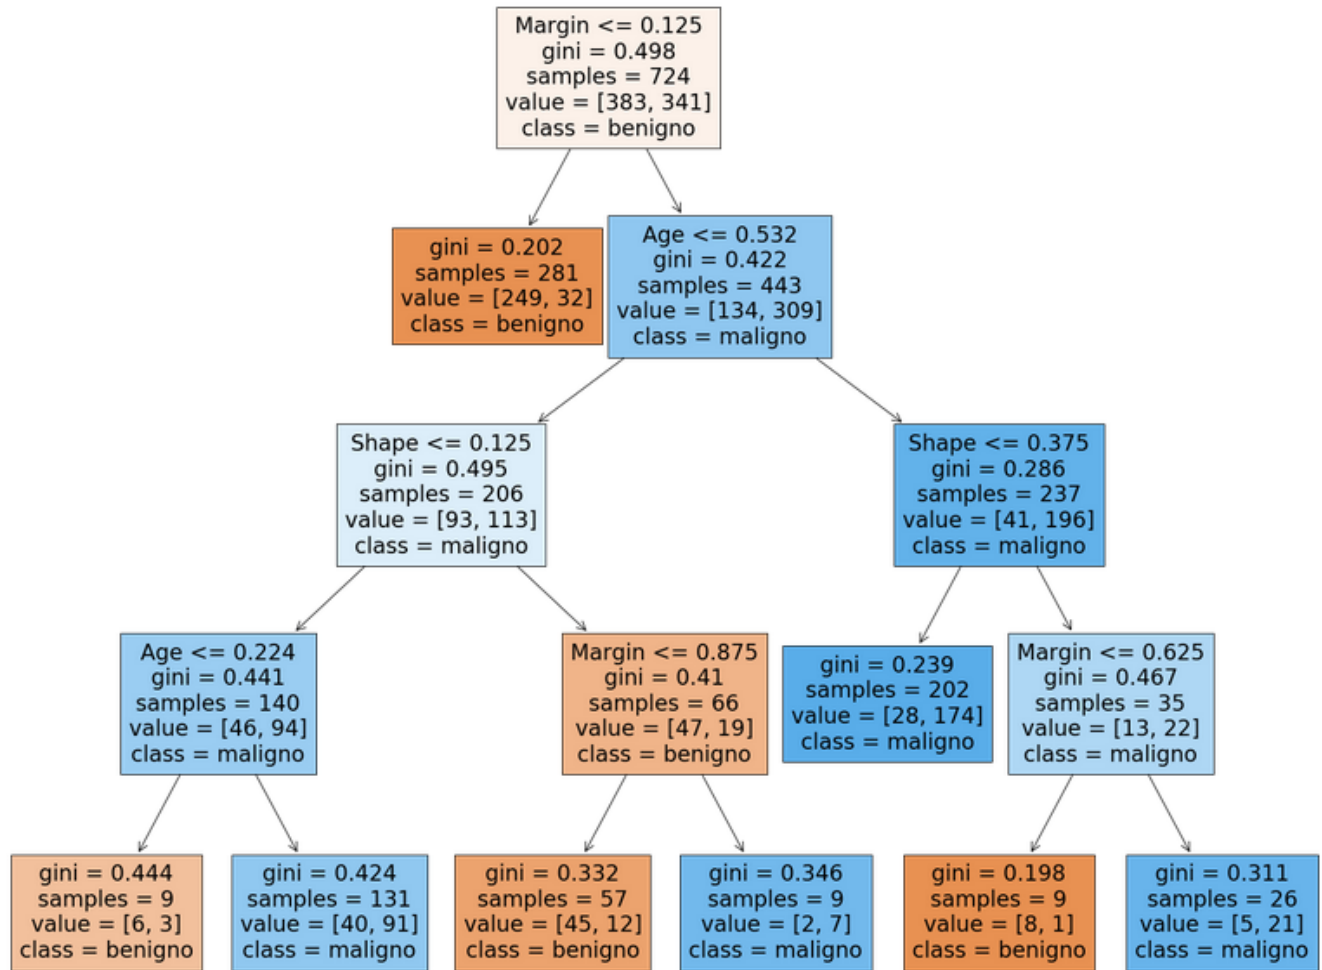 Margin <= 0.125
gini = 0.498
samples = 724
value = [383, 341]
class = benigno
gini = 0.202
samples = 281
value = [249, 32]
class = benigno
Age <= 0.532
gini = 0.422
samples = 443
value = [134, 309]
class = maligno
Shape <= 0.125
gini = 0.495
samples = 206
value = [93, 113]
class = maligno
Shape <= 0.375
gini = 0.286
samples = 237
value = [41, 196]
class = maligno
Age <= 0.224
gini = 0.441
samples = 140
value = [46, 94]
class = maligno
Margin <= 0.875
gini = 0.41
samples = 66
value = [47, 19]
class = benigno
gini = 0.239
samples = 202
value = [28, 174]
class = maligno
Margin <= 0.625
gini = 0.467
samples = 35
value = [13, 22]
class = maligno
gini = 0.444
samples = 9
value = [6, 3]
class = benigno
gini = 0.424
samples = 131
value = [40, 91]
class = maligno
gini = 0.332
samples = 57
value = [45, 12]
class = benigno
gini = 0.346
samples = 9
value = [2, 7]
class = maligno
gini = 0.198
samples = 9
value = [8, 1]
class = benigno
gini = 0.311
samples = 26
value = [5, 21]
class = maligno